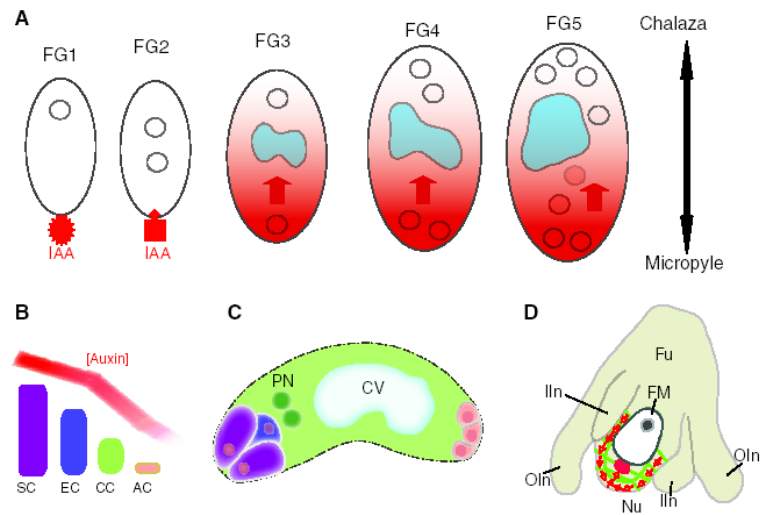 A
FG1
FG2
FG3
FG4
FG5
Chalaza
IAA
IAA
Micropyle
B
[Auxin]
SC
EC
CC
AC
C
PN
CV
D
Fu
IIn
FM
OIn
OIn
Nu
IIn